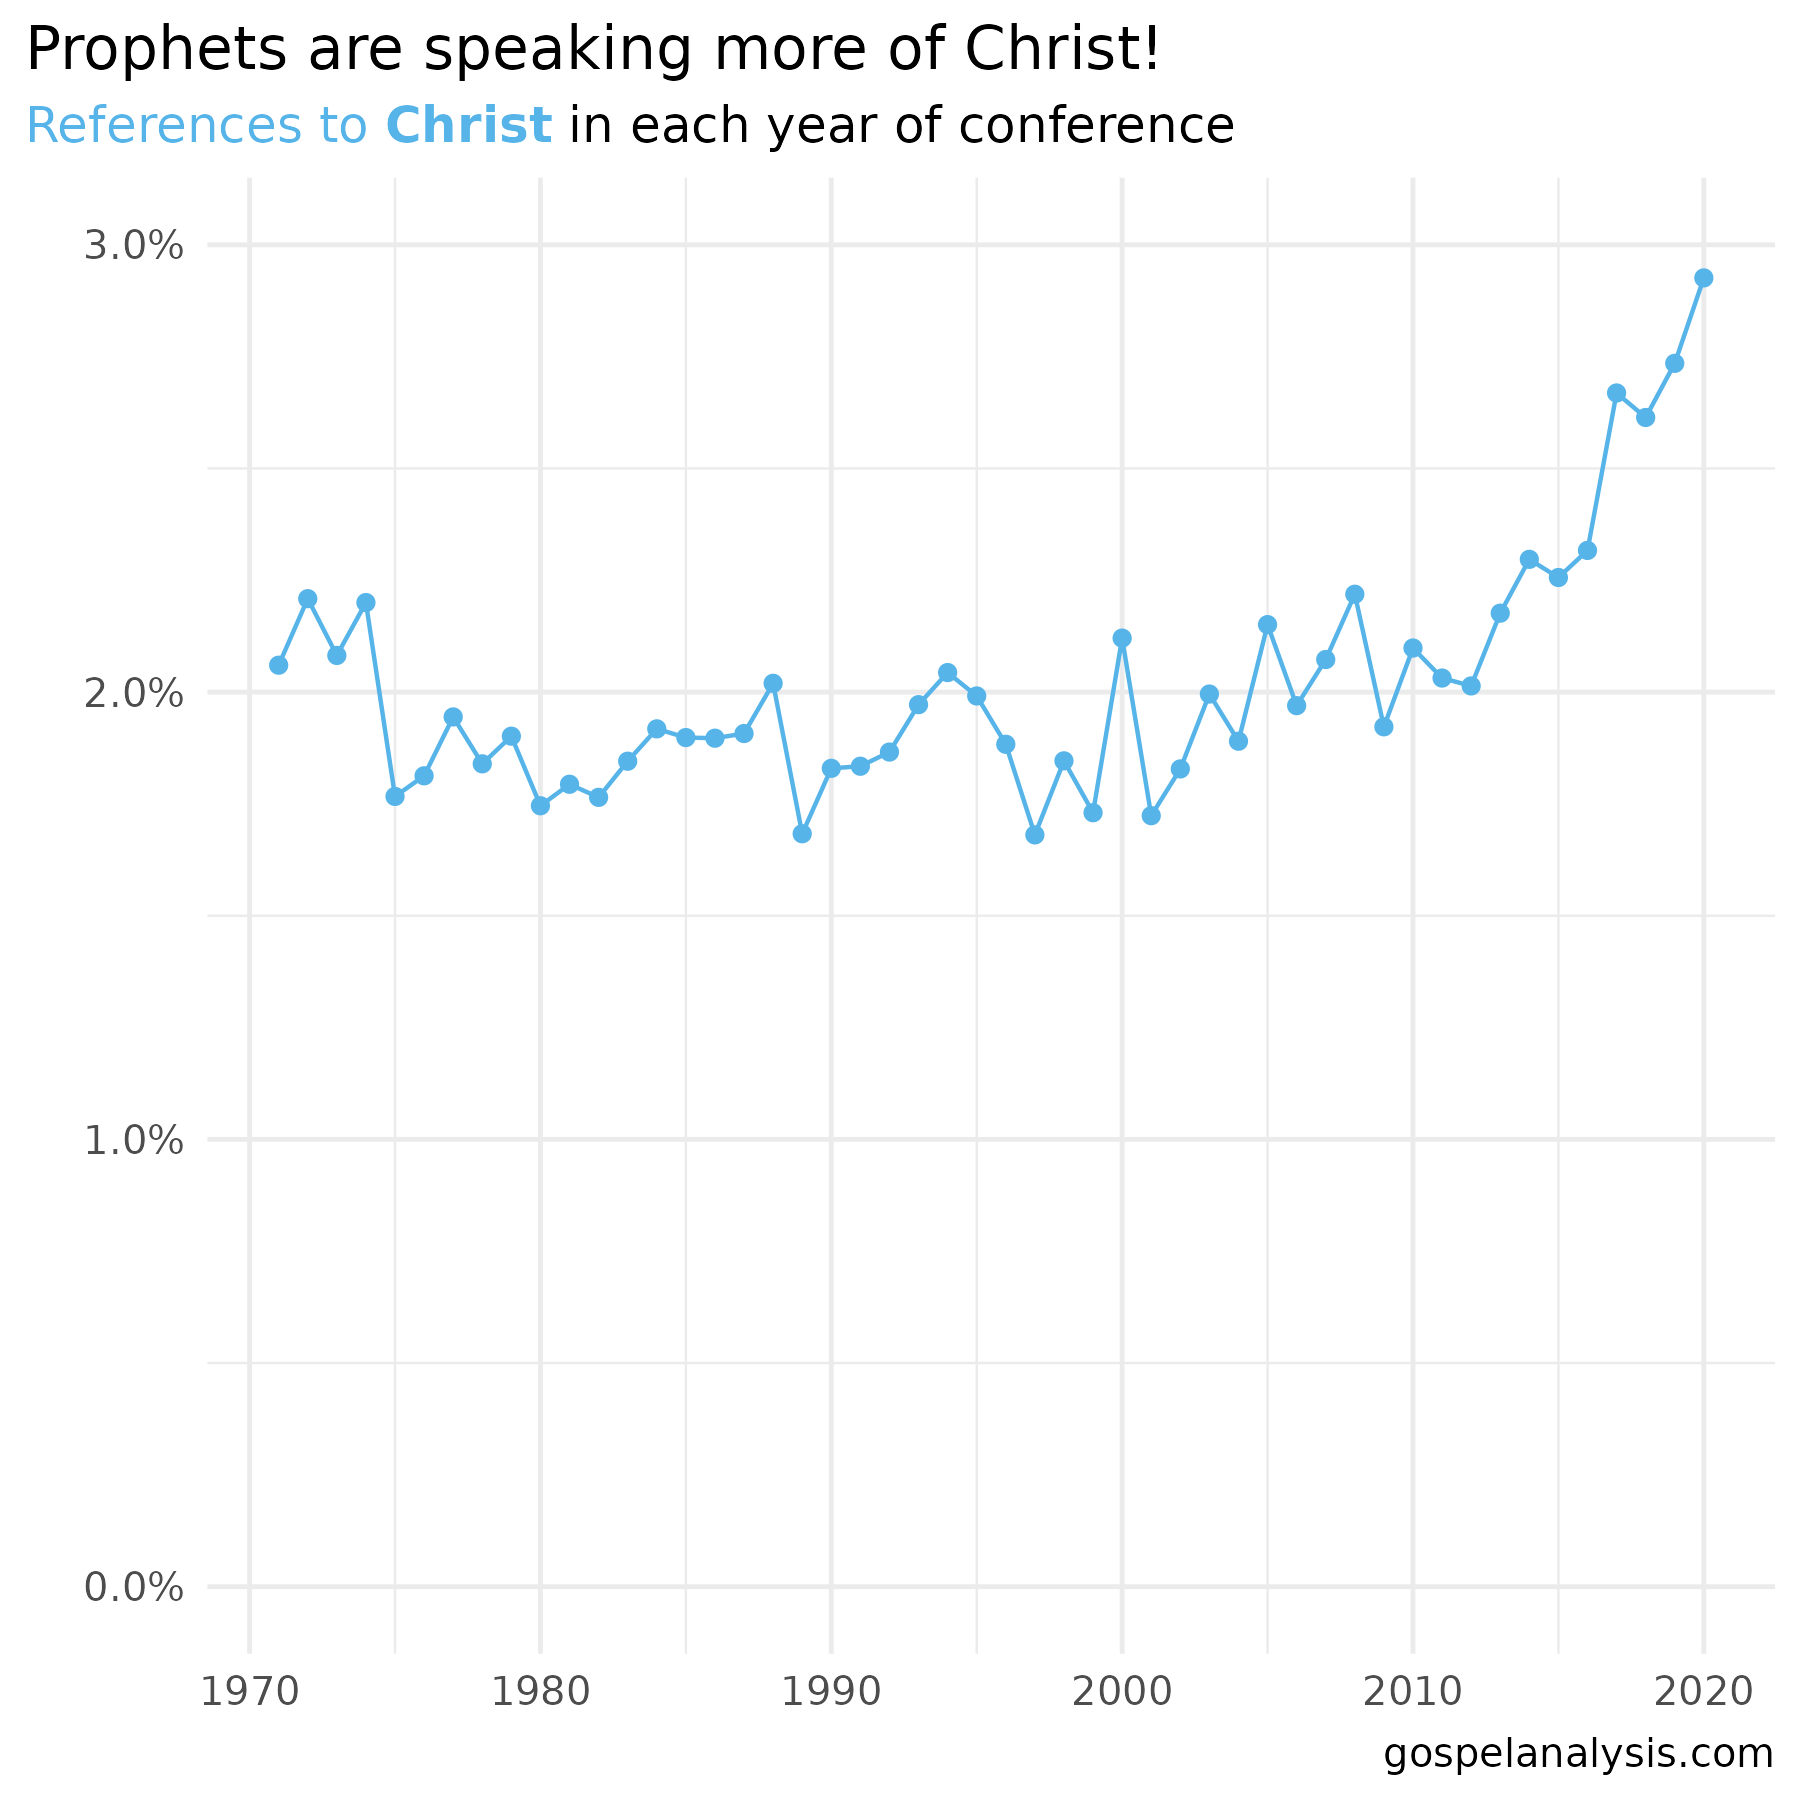 Prophets are speaking more of Christ!
References to Christ in each year of conference
3.0%
2.0%
1.0%
0.0%
1970 1980 1990 2000 2010 2020
gospelanalysis.com